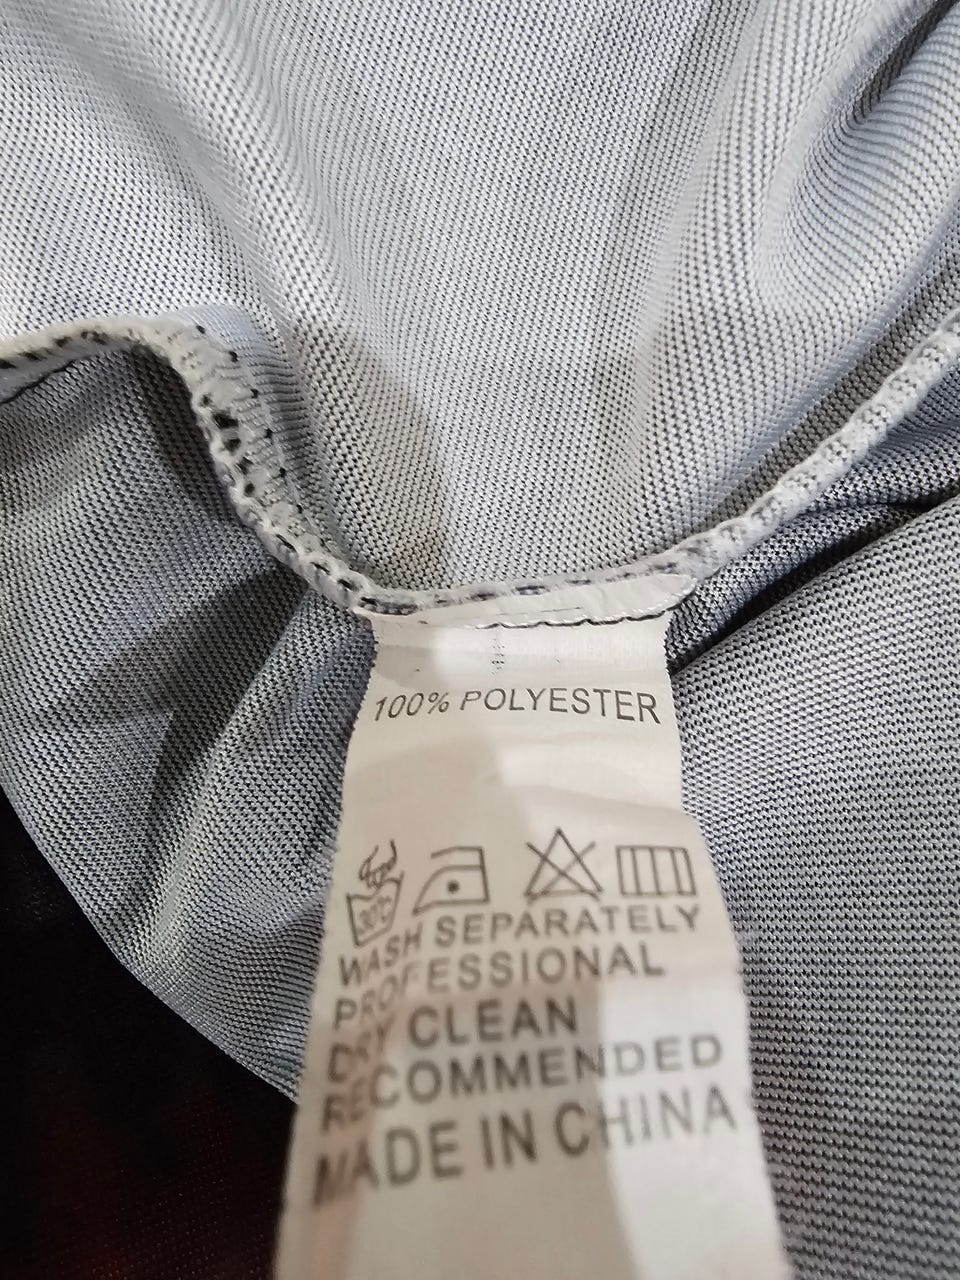 100% POLYESTER
30°C
WASH SEPARATELY
PROFESSIONAL
DRY CLEAN
RECOMMENDED
MADE IN CHINA